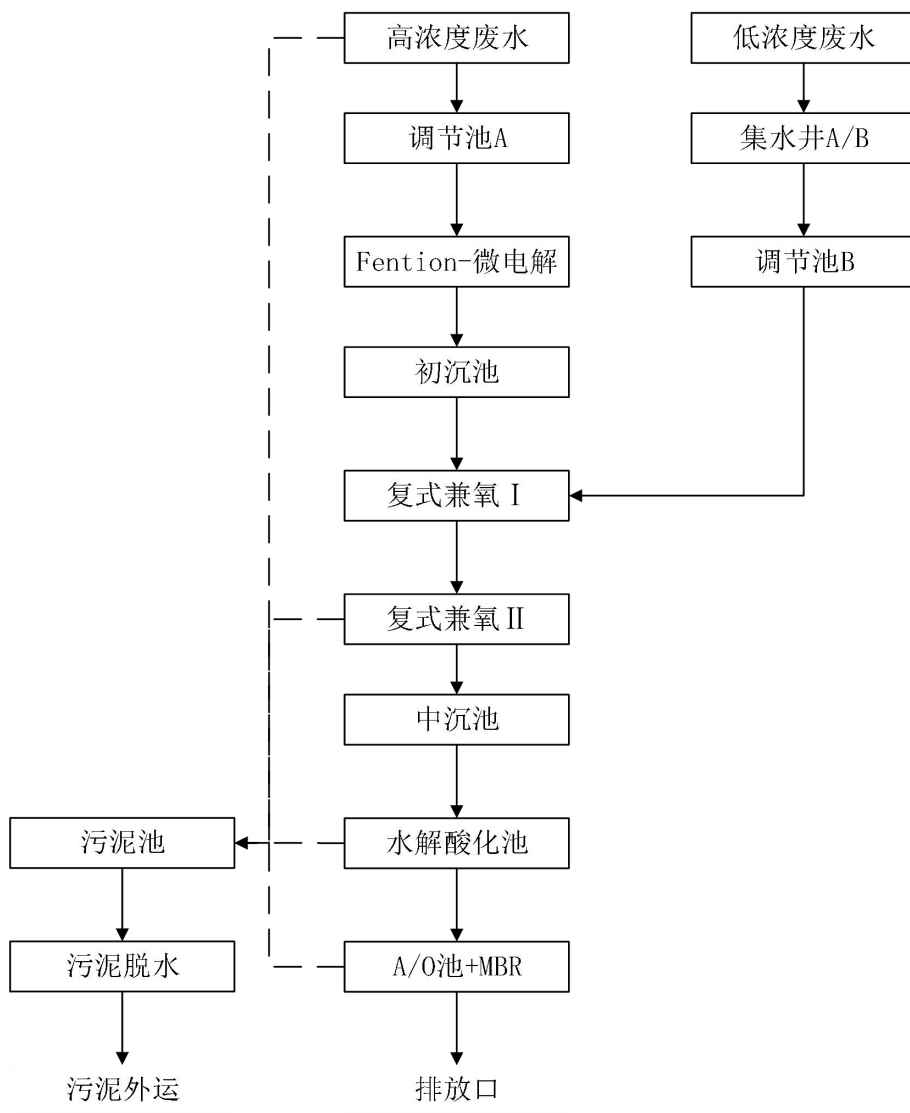 高浓度废水
低浓度废水
调节池A
集水井A/B
Fention-微电解
调节池B
初沉池
复式兼氧Ⅰ
复式兼氧Ⅱ
中沉池
污泥池
水解酸化池
污泥脱水
A/O池+MBR
污泥外运
排放口